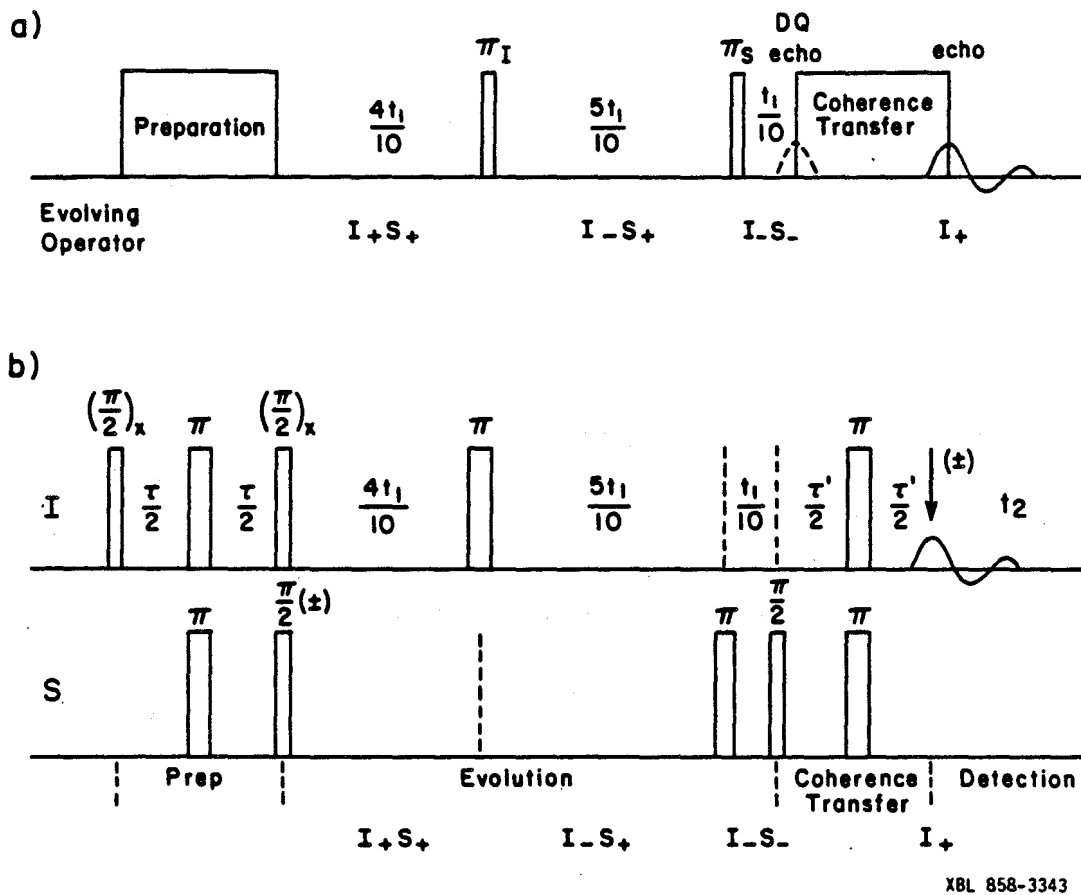 a)
π_I
π_S
DQ echo
echo
Preparation
4t₁/10
5t₁/10
t₁/10
Coherence Transfer
Evolving Operator
I₊S₊
I₋S₊
I₋S₋
I₊
b)
(π/2)ₓ
π
(π/2)ₓ
π
π
(±)
I
τ/2
τ/2
4t₁/10
5t₁/10
t₁/10
τ'/2
τ'/2
t₂
S
π
π/2 (±)
π
π/2
π
Prep
Evolution
Coherence Transfer
Detection
I₊S₊
I₋S₊
I₋S₋
I₊
XBL 858-3343